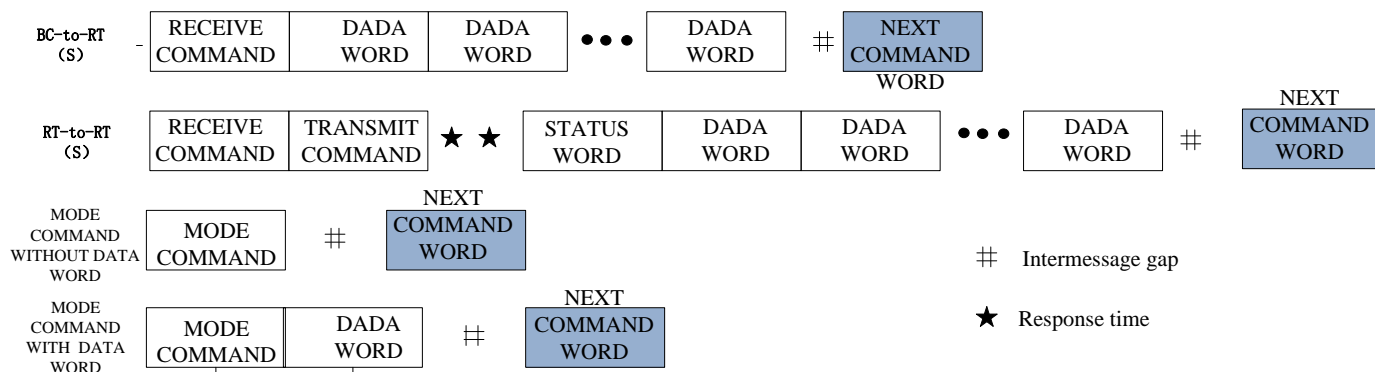 BC-to-RT
(S)
RECEIVE
COMMAND
DADA
WORD
DADA
WORD
DADA
WORD
#
NEXT
COMMAND
WORD
RT-to-RT
(S)
RECEIVE
COMMAND
TRANSMIT
COMMAND
★ ★
STATUS
WORD
DADA
WORD
DADA
WORD
DADA
WORD
#
NEXT
COMMAND
WORD
MODE
COMMAND
WITHOUT DATA
WORD
MODE
COMMAND
#
NEXT
COMMAND
WORD
# Intermessage gap
MODE
COMMAND
WITH DATA
WORD
MODE
COMMAND
DADA
WORD
#
NEXT
COMMAND
WORD
★ Response time